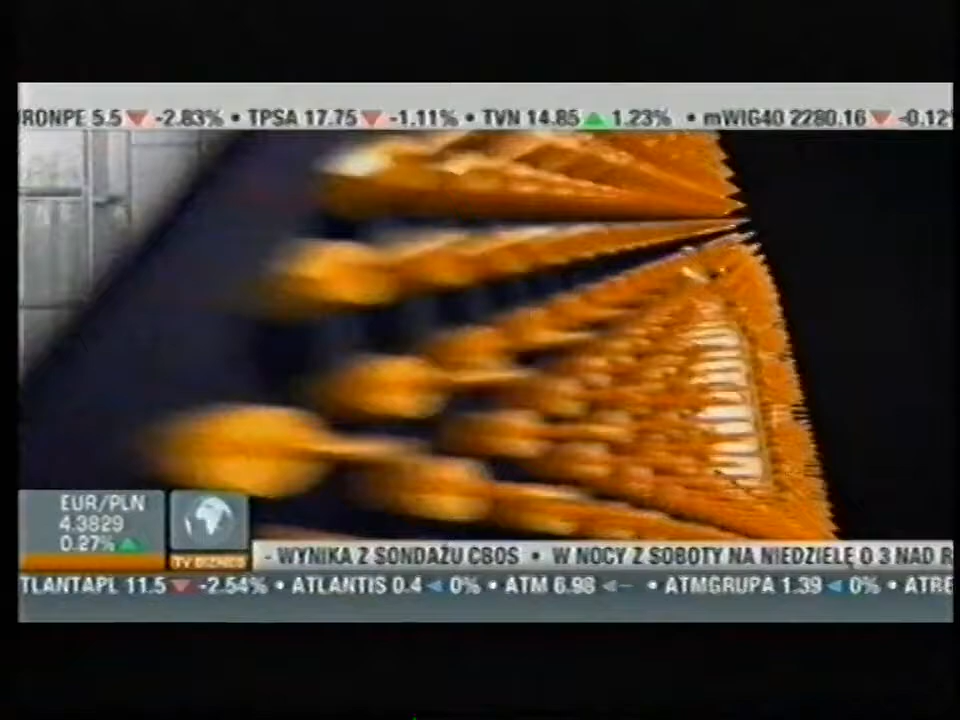 RONPE 5.5 ▼ -2.83% • TPSA 17.75 ▼ -1.11% • TVN 14.85 ▲ 1.23% • mWIG40 2280.16 ▼ -0.12
EUR/PLN
4.3829
0.27% ▲
TV BIZNES
- WYNIKA Z SONDAŻU CBOS • W NOCY Z SOBOTY NA NIEDZIELĘ O 3 NAD R
TLANTAPL 11.5 ▼ -2.54% • ATLANTIS 0.4 ◄ 0% • ATM 6.98 ◄ -- • ATMGRUPA 1.39 ◄ 0% • ATRE